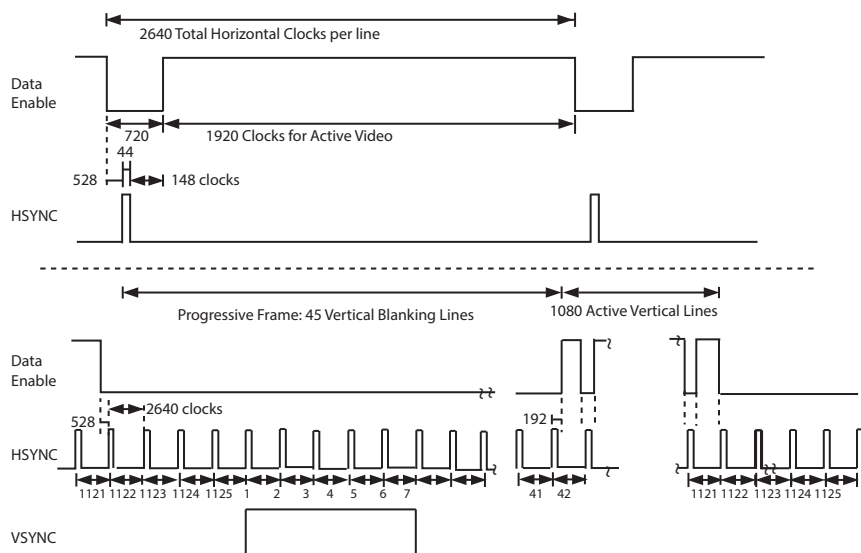 2640 Total Horizontal Clocks per line
Data
Enable
720
1920 Clocks for Active Video
44
528
148 clocks
HSYNC
Progressive Frame: 45 Vertical Blanking Lines
1080 Active Vertical Lines
Data
Enable
528
2640 clocks
192
HSYNC
1121 1122 1123 1124 1125 1 2 3 4 5 6 7 41 42 1121 1122 1123 1124 1125
VSYNC